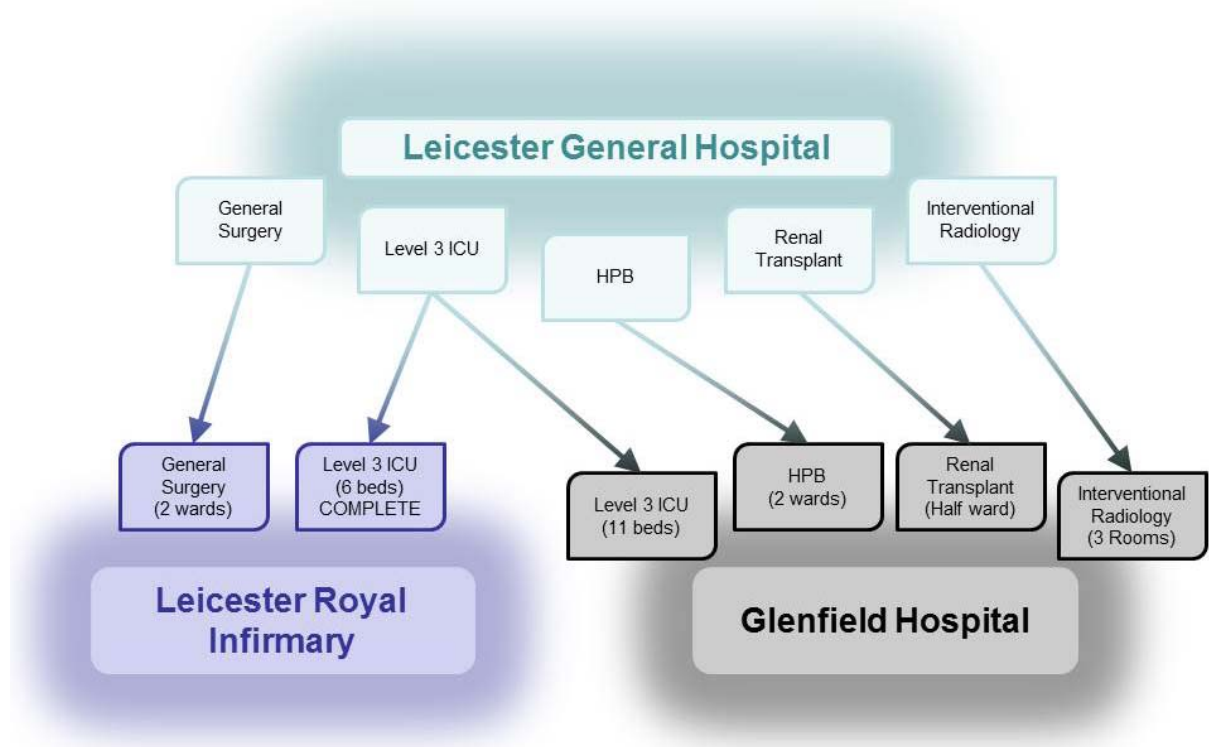 Leicester General Hospital
General
Surgery
Level 3 ICU
HPB
Renal
Transplant
Interventional
Radiology
General
Surgery
(2 wards)
Level 3 ICU
(6 beds)
COMPLETE
Level 3 ICU
(11 beds)
HPB
(2 wards)
Renal
Transplant
(Half ward)
Interventional
Radiology
(3 Rooms)
Leicester Royal
Infirmary
Glenfield Hospital